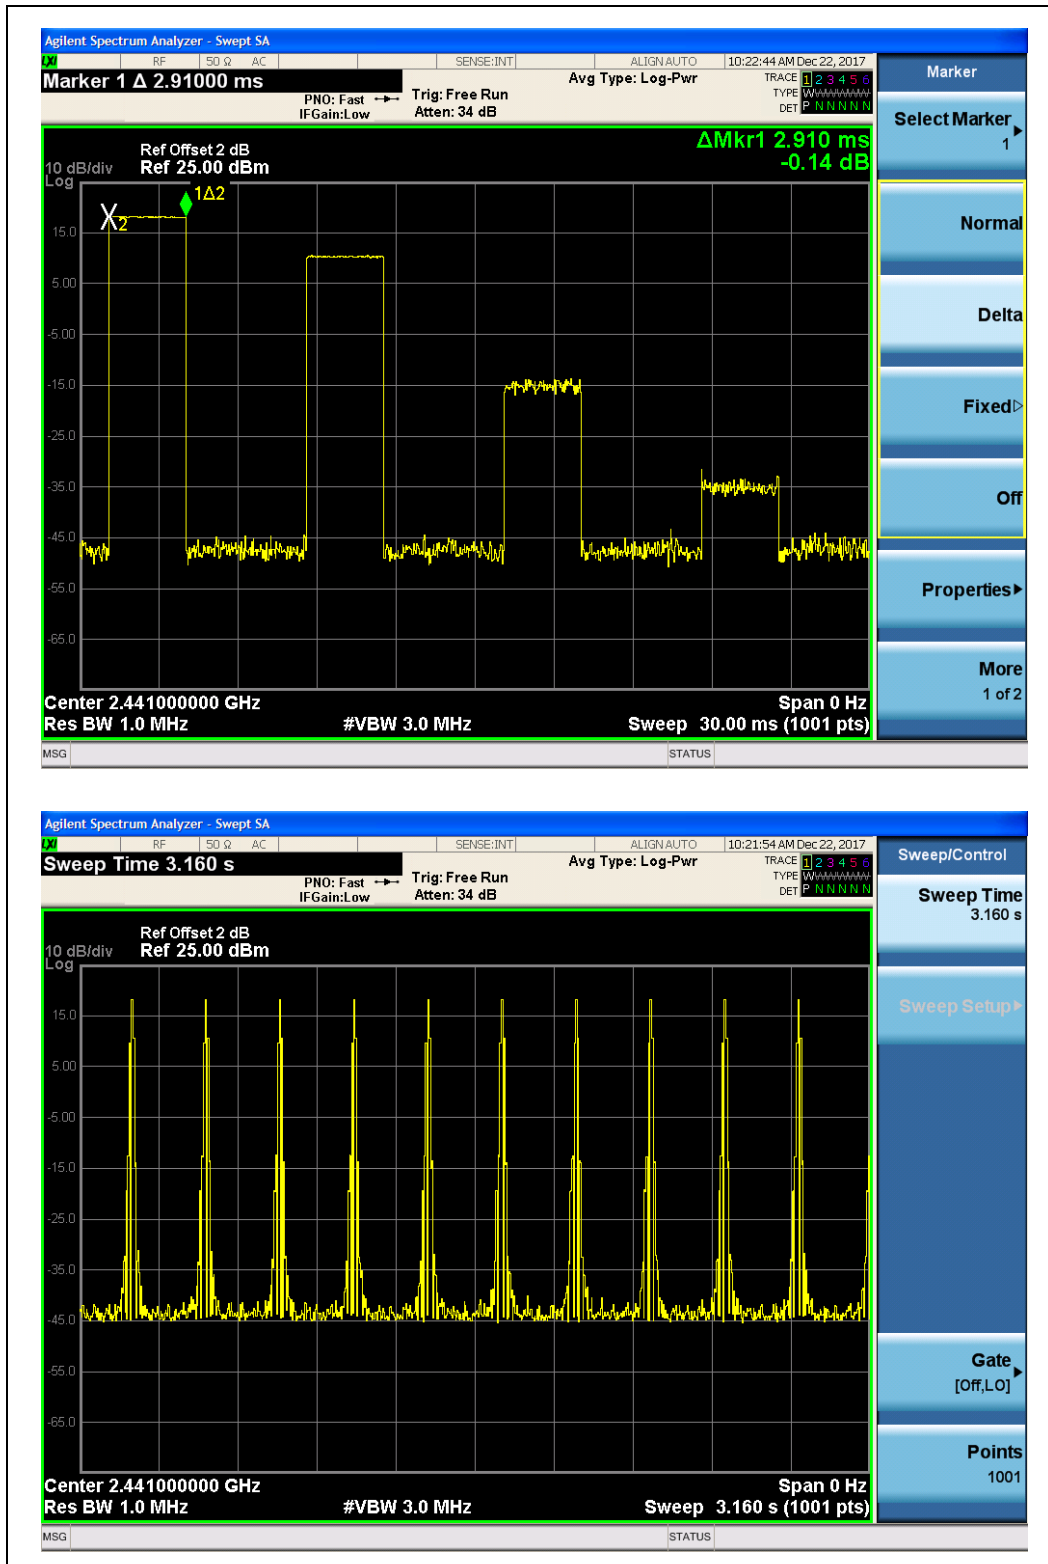 Agilent Spectrum Analyzer - Swept SA
LXI RF 50 Ω AC SENSE:INT ALIGN AUTO 10:22:44 AM Dec 22, 2017
Marker 1 Δ 2.91000 ms
PNO: Fast
IFGain:Low
Trig: Free Run
Atten: 34 dB
Avg Type: Log-Pwr
TRACE 1 2 3 4 5 6
TYPE
DET P N N N N N
ΔMkr1 2.910 ms
-0.14 dB
Ref Offset 2 dB
10 dB/div Ref 25.00 dBm
Log
1Δ2
2
15.0
5.00
-5.00
-15.0
-25.0
-35.0
-45.0
-55.0
-65.0
Center 2.441000000 GHz Span 0 Hz
Res BW 1.0 MHz #VBW 3.0 MHz Sweep 30.00 ms (1001 pts)
MSG STATUS
Marker
Select Marker
1
Normal
Delta
Fixed
Off
Properties
More
1 of 2
Agilent Spectrum Analyzer - Swept SA
LXI RF 50 Ω AC SENSE:INT ALIGN AUTO 10:21:54 AM Dec 22, 2017
Sweep Time 3.160 s
PNO: Fast
IFGain:Low
Trig: Free Run
Atten: 34 dB
Avg Type: Log-Pwr
TRACE 1 2 3 4 5 6
TYPE
DET P N N N N N
Ref Offset 2 dB
10 dB/div Ref 25.00 dBm
Log
15.0
5.00
-5.00
-15.0
-25.0
-35.0
-45.0
-55.0
-65.0
Center 2.441000000 GHz Span 0 Hz
Res BW 1.0 MHz #VBW 3.0 MHz Sweep 3.160 s (1001 pts)
MSG STATUS
Sweep/Control
Sweep Time
3.160 s
Sweep Setup
Gate
[Off,LO]
Points
1001